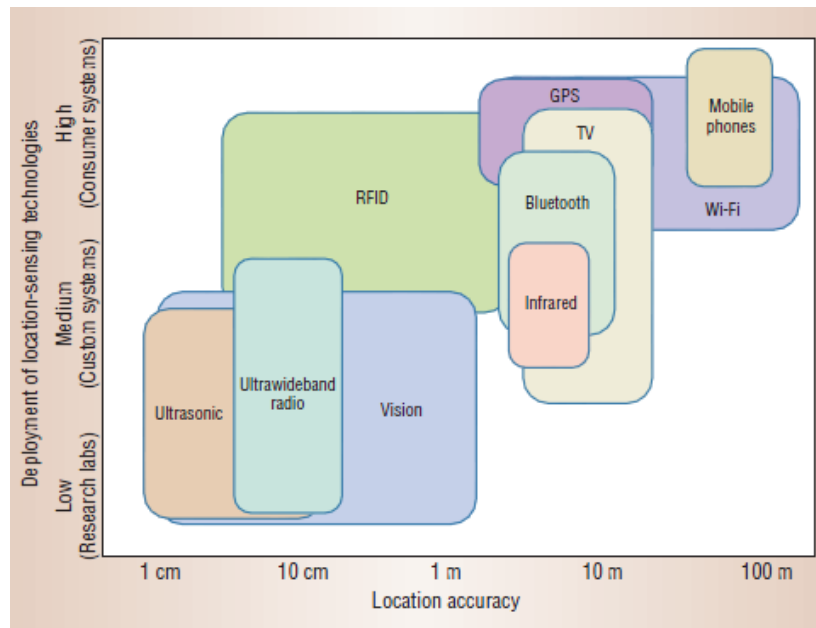 Deployment of location-sensing technologies
High
(Consumer systems)
Medium
(Custom systems)
Low
(Research labs)
GPS
Mobile
phones
TV
RFID
Bluetooth
Wi-Fi
Infrared
Ultrawideband
radio
Ultrasonic
Vision
1 cm
10 cm
1 m
10 m
100 m
Location accuracy